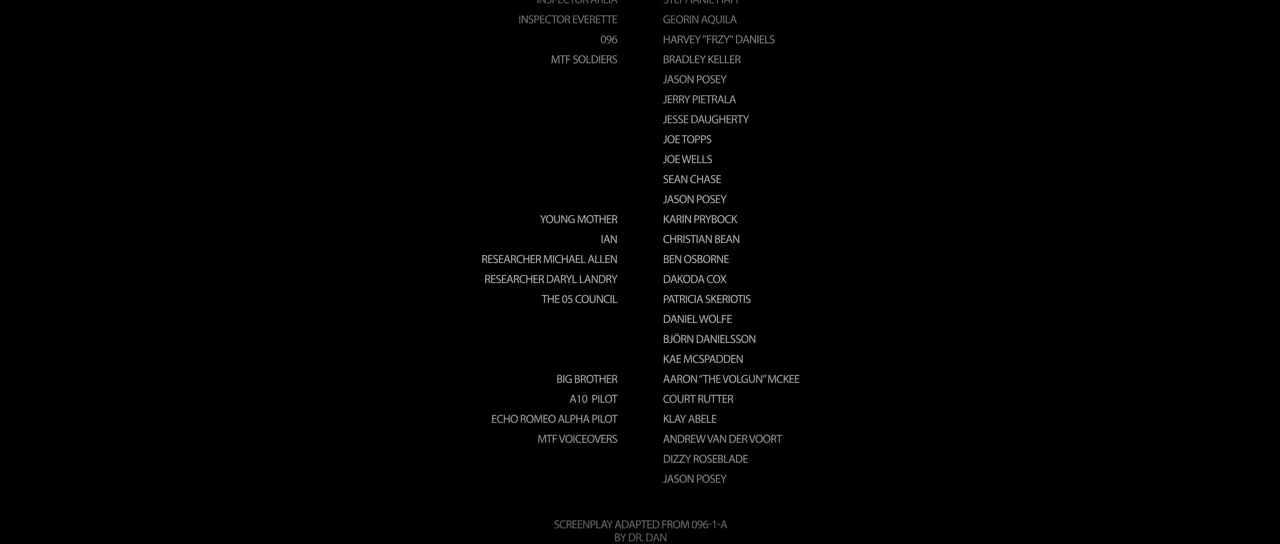 INSPECTOR EVERETTE GEORIN AQUILA
096 HARVEY "FRZY" DANIELS
MTF SOLDIERS BRADLEY KELLER
JASON POSEY
JERRY PIETRALA
JESSE DAUGHERTY
JOE TOPPS
JOE WELLS
SEAN CHASE
JASON POSEY
YOUNG MOTHER KARIN PRYBOCK
IAN CHRISTIAN BEAN
RESEARCHER MICHAEL ALLEN BEN OSBORNE
RESEARCHER DARYL LANDRY DAKODA COX
THE 05 COUNCIL PATRICIA SKERIOTIS
DANIEL WOLFE
BJÖRN DANIELSSON
KAE MCSPADDEN
BIG BROTHER AARON “THE VOLGUN” MCKEE
A10 PILOT COURT RUTTER
ECHO ROMEO ALPHA PILOT KLAY ABELE
MTF VOICEOVERS ANDREW VAN DER VOORT
DIZZY ROSEBLADE
JASON POSEY
SCREENPLAY ADAPTED FROM 096-1-A
BY DR. DAN